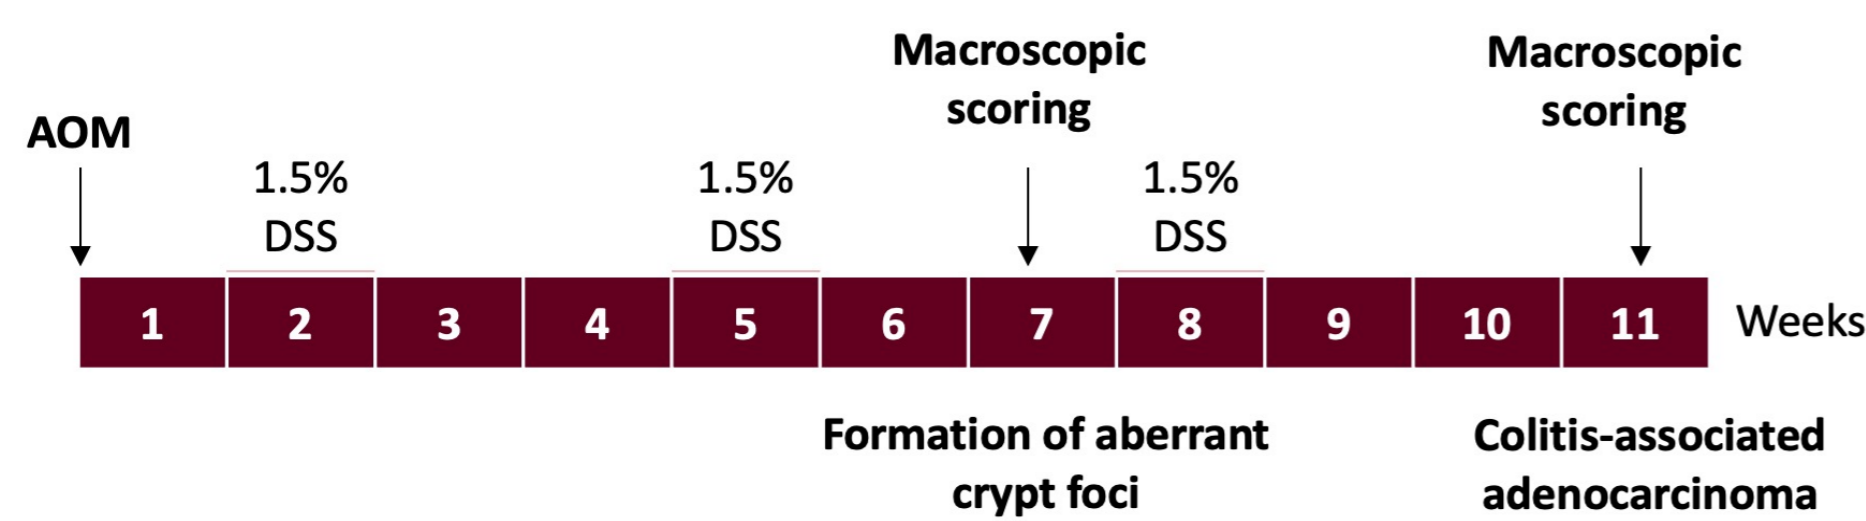 Macroscopic
scoring
Macroscopic
scoring
AOM
1.5%
DSS
1.5%
DSS
1.5%
DSS
1 2 3 4 5 6 7 8 9 10 11 Weeks
Formation of aberrant
crypt foci
Colitis-associated
adenocarcinoma